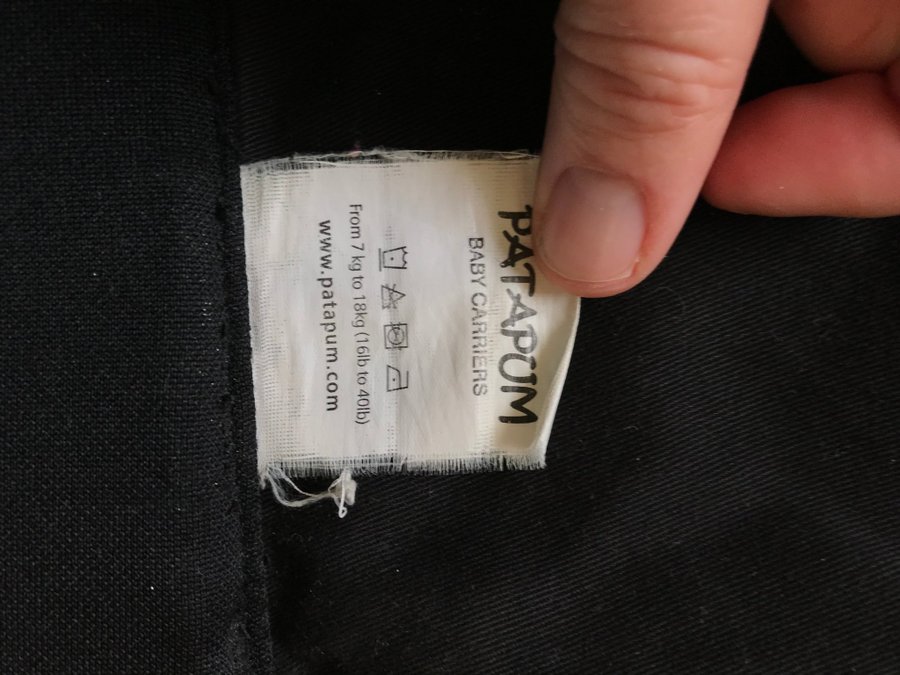 PATAPUM
BABY CARRIERS
From 7 kg to 18kg (16lb to 40lb)
www.patapum.com